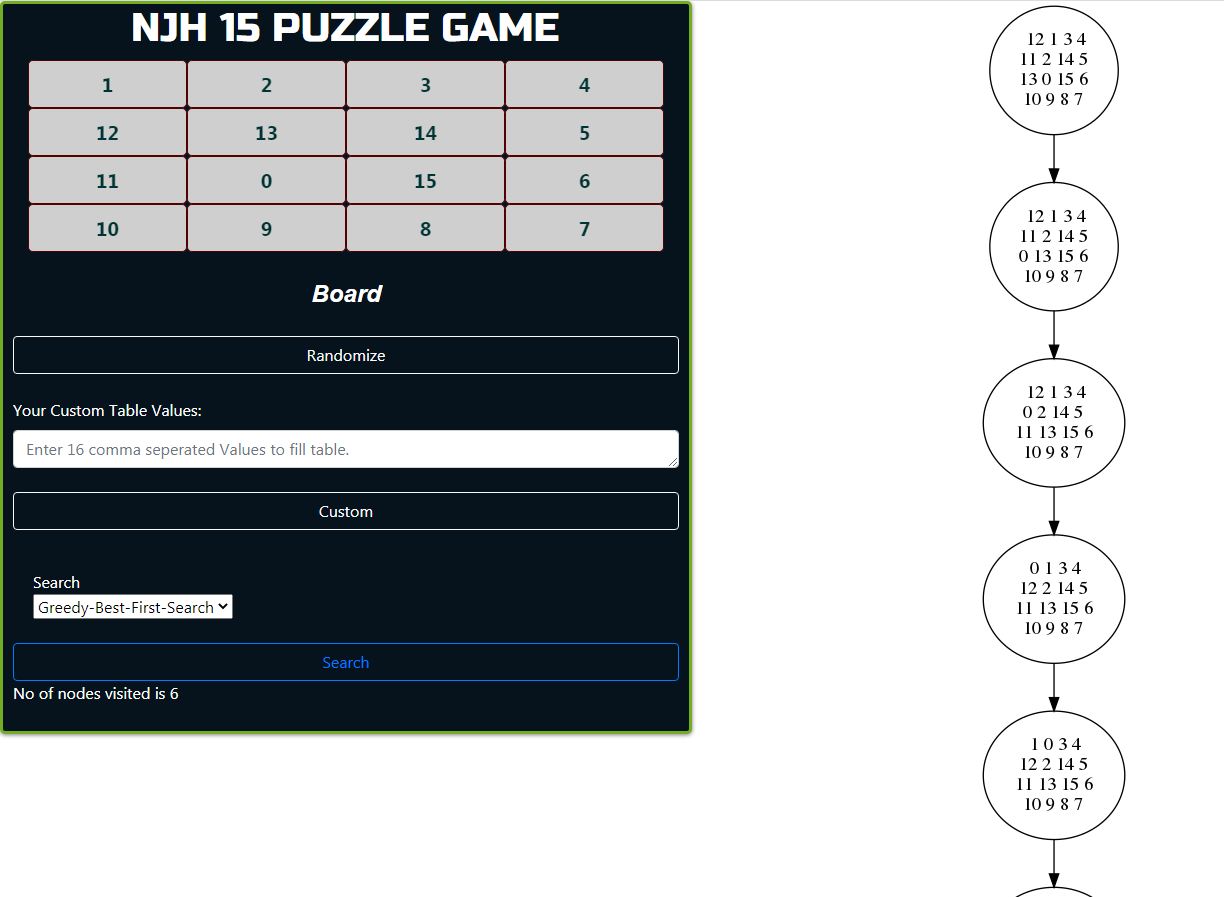 NJH 15 PUZZLE GAME
1 2 3 4
12 13 14 5
11 0 15 6
10 9 8 7
Board
Randomize
Your Custom Table Values:
Enter 16 comma seperated Values to fill table.
Custom
Search
Greedy-Best-First-Search
Search
No of nodes visited is 6
12 1 3 4
11 2 14 5
13 0 15 6
10 9 8 7
12 1 3 4
11 2 14 5
0 13 15 6
10 9 8 7
12 1 3 4
0 2 14 5
11 13 15 6
10 9 8 7
0 1 3 4
12 2 14 5
11 13 15 6
10 9 8 7
1 0 3 4
12 2 14 5
11 13 15 6
10 9 8 7